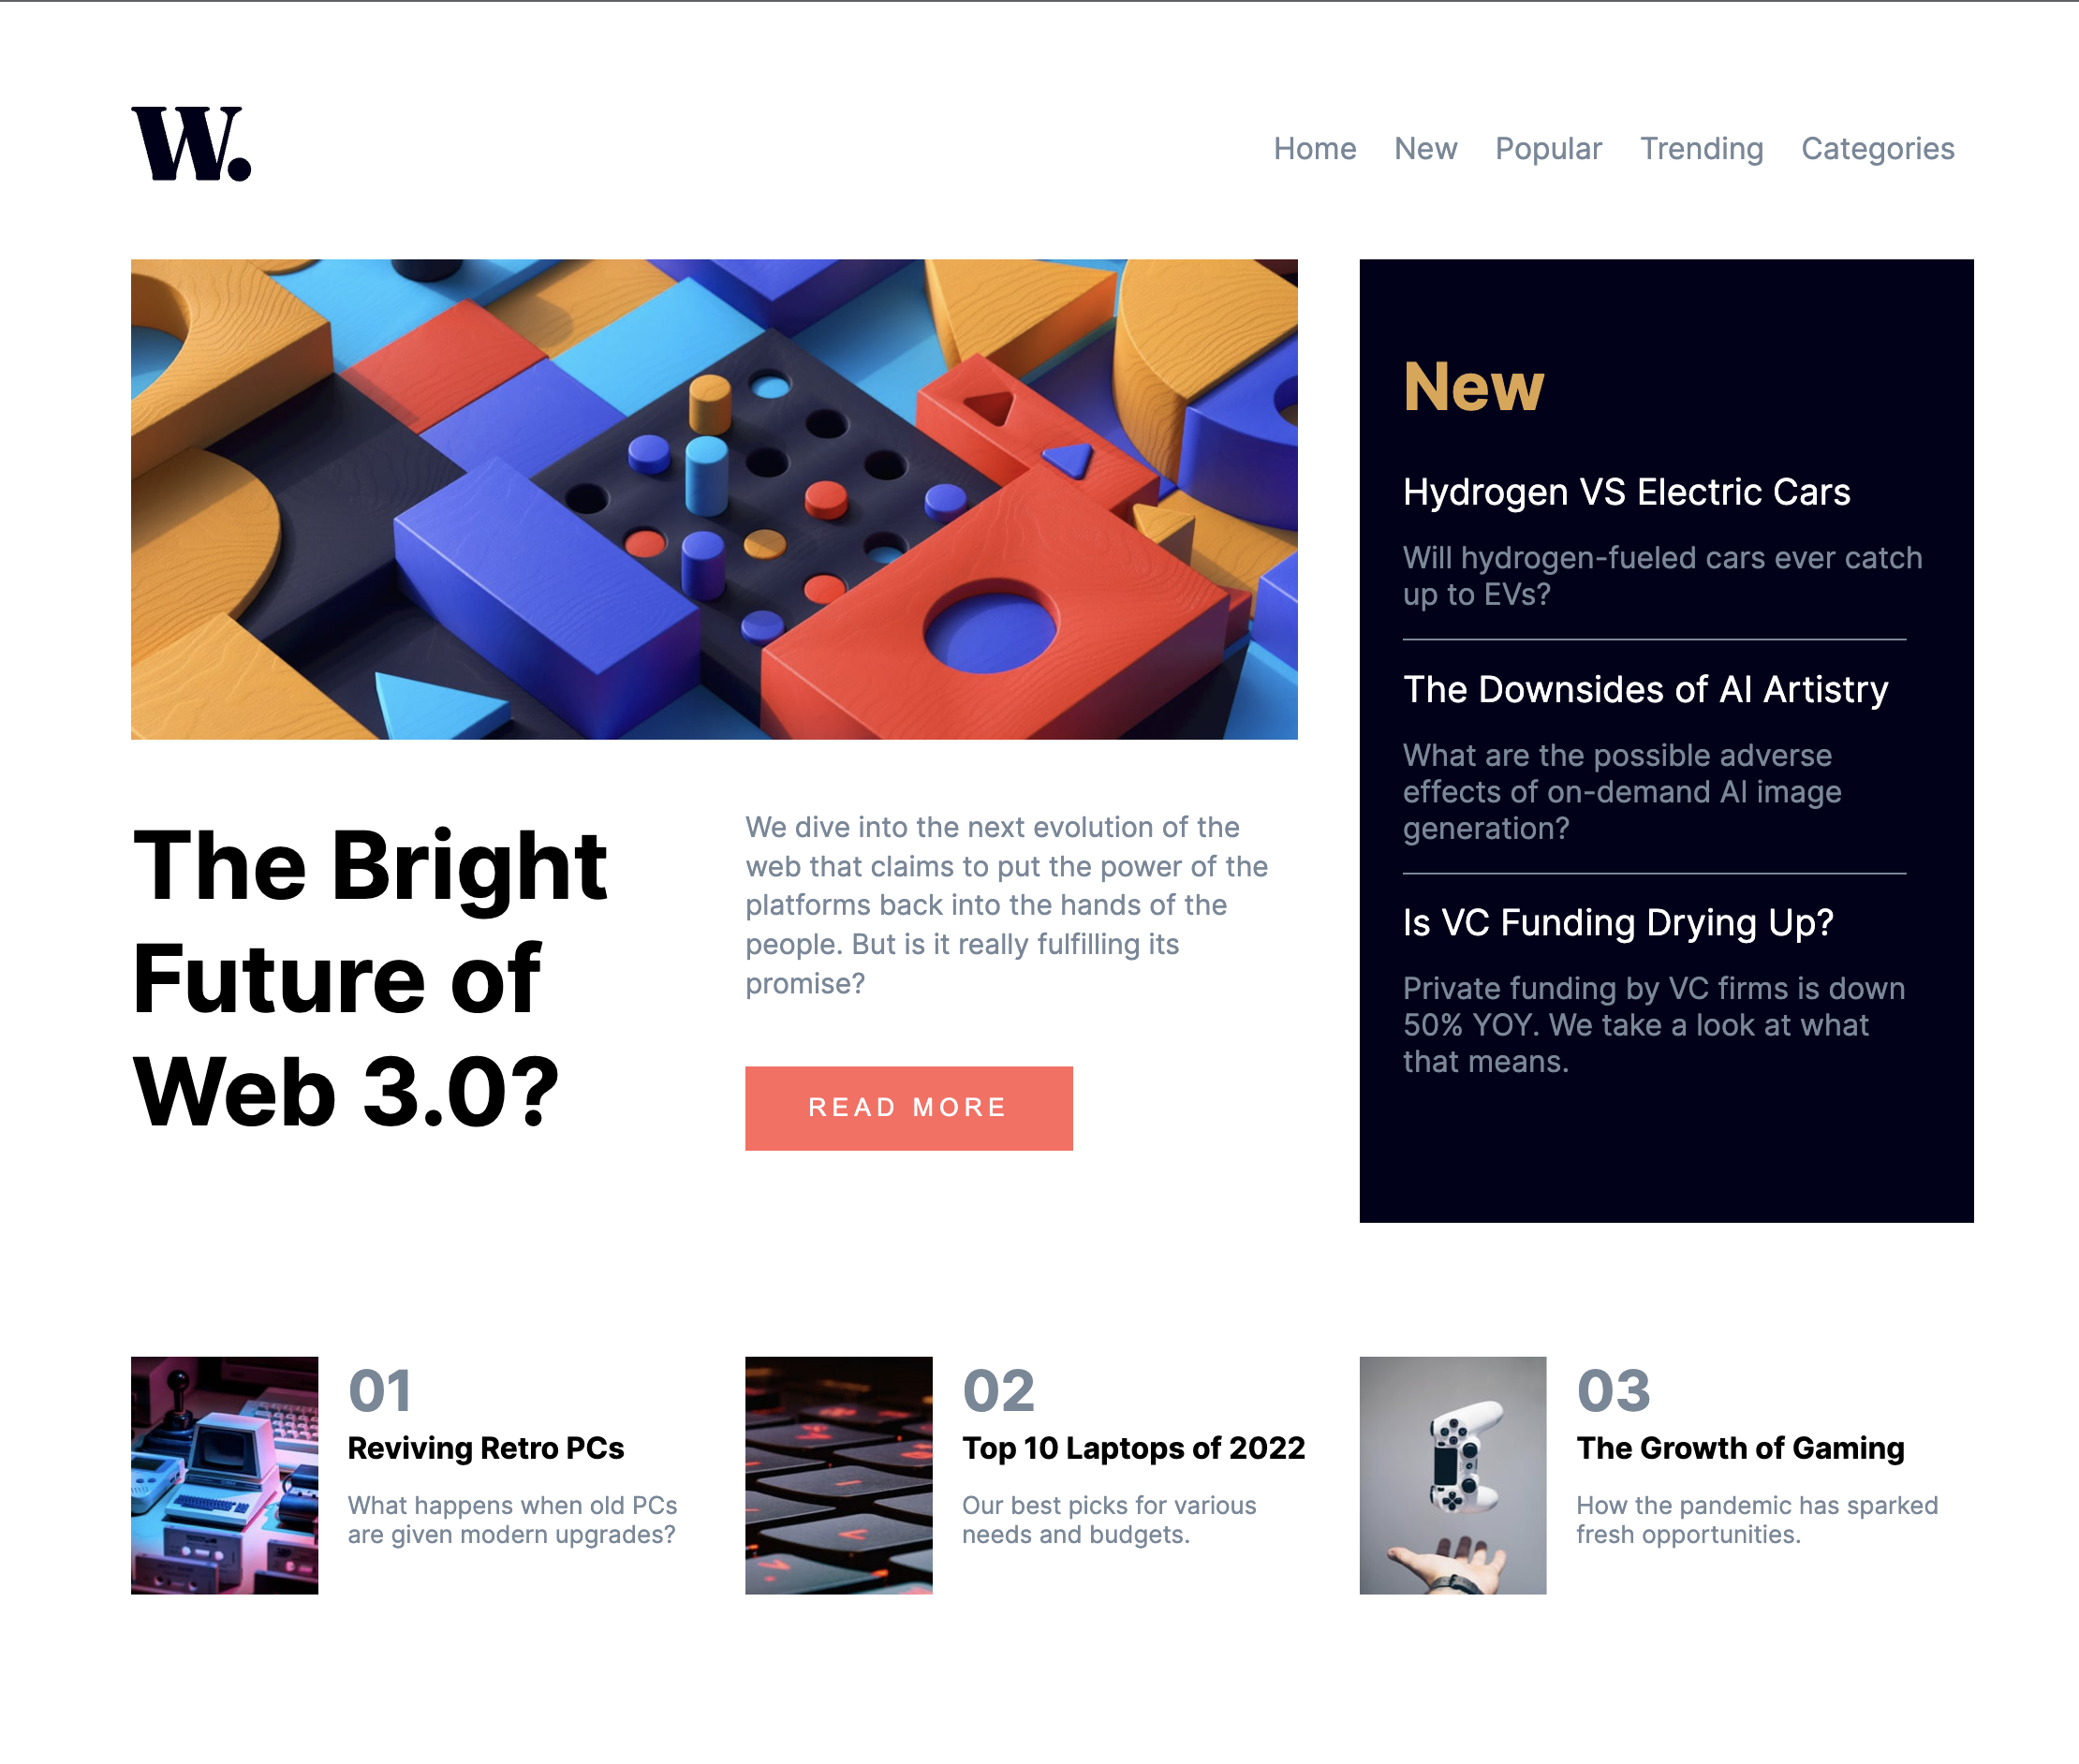 W.
Home New Popular Trending Categories
The Bright
Future of
Web 3.0?
We dive into the next evolution of the
web that claims to put the power of the
platforms back into the hands of the
people. But is it really fulfilling its
promise?
READ MORE
New
Hydrogen VS Electric Cars
Will hydrogen-fueled cars ever catch
up to EVs?
The Downsides of AI Artistry
What are the possible adverse
effects of on-demand AI image
generation?
Is VC Funding Drying Up?
Private funding by VC firms is down
50% YOY. We take a look at what
that means.
01
Reviving Retro PCs
What happens when old PCs
are given modern upgrades?
02
Top 10 Laptops of 2022
Our best picks for various
needs and budgets.
03
The Growth of Gaming
How the pandemic has sparked
fresh opportunities.